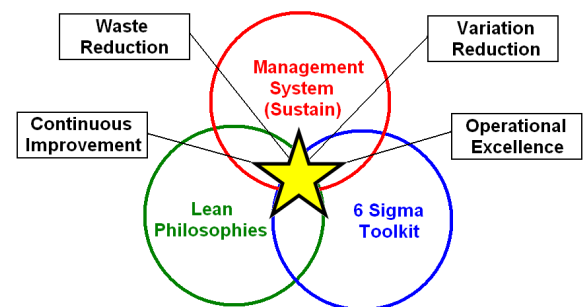 Waste
Reduction
Variation
Reduction
Management
System
(Sustain)
Continuous
Improvement
Operational
Excellence
Lean
Philosophies
6 Sigma
Toolkit